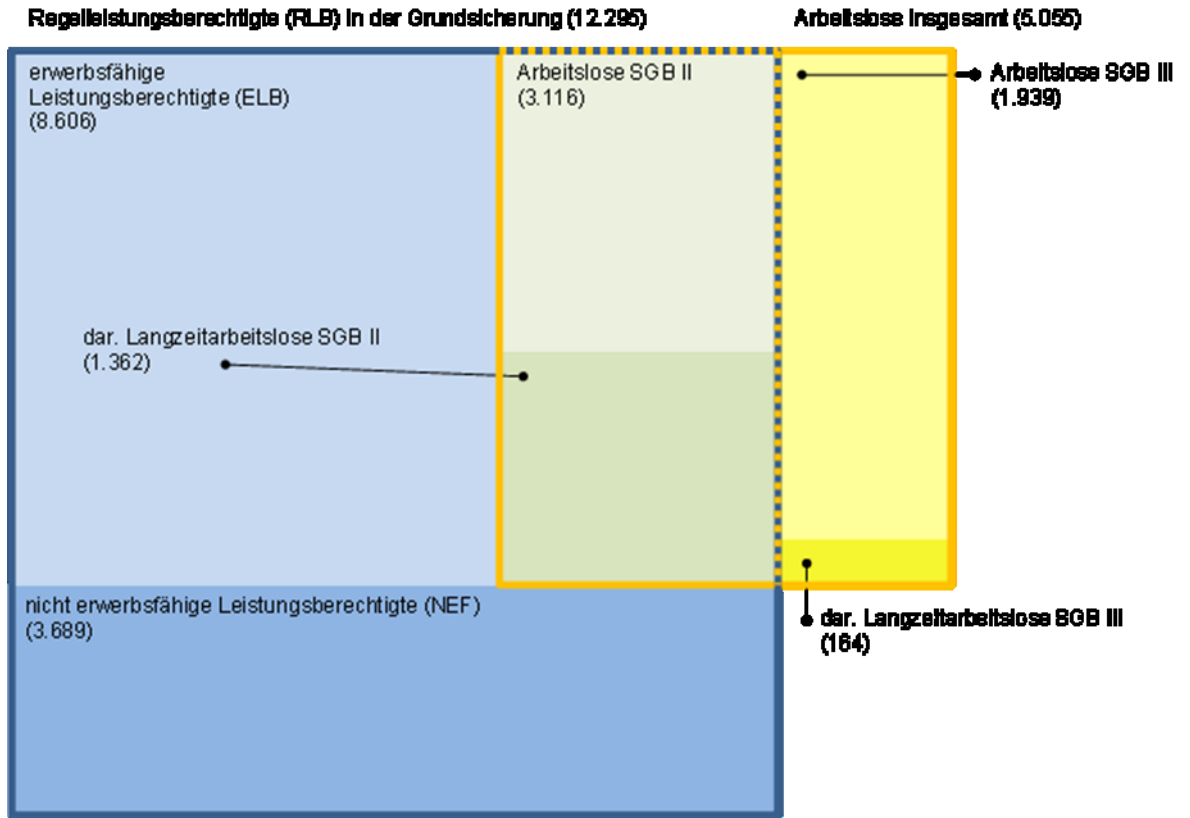 Regelleistungsberechtigte (RLB) in der Grundsicherung (12.295)
Arbeitslose insgesamt (5.055)
erwerbsfähige
Leistungsberechtigte (ELB)
(8.606)
Arbeitslose SGB II
(3.116)
Arbeitslose SGB III
(1.939)
dar. Langzeitarbeitslose SGB II
(1.362)
nicht erwerbsfähige Leistungsberechtigte (NEF)
(3.689)
dar. Langzeitarbeitslose SGB III
(164)